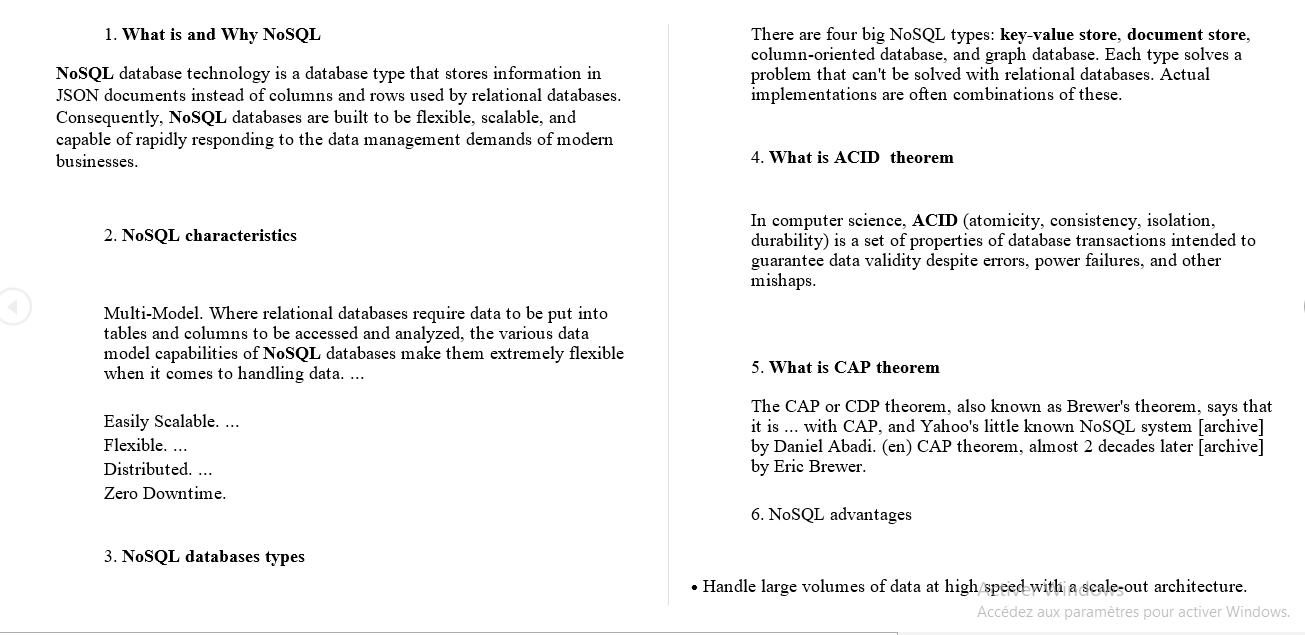 1. What is and Why NoSQL
NoSQL database technology is a database type that stores information in
JSON documents instead of columns and rows used by relational databases.
Consequently, NoSQL databases are built to be flexible, scalable, and
capable of rapidly responding to the data management demands of modern
businesses.
2. NoSQL characteristics
Multi-Model. Where relational databases require data to be put into
tables and columns to be accessed and analyzed, the various data
model capabilities of NoSQL databases make them extremely flexible
when it comes to handling data. ...
Easily Scalable. ...
Flexible. ...
Distributed. ...
Zero Downtime.
3. NoSQL databases types
There are four big NoSQL types: key-value store, document store,
column-oriented database, and graph database. Each type solves a
problem that can't be solved with relational databases. Actual
implementations are often combinations of these.
4. What is ACID  theorem
In computer science, ACID (atomicity, consistency, isolation,
durability) is a set of properties of database transactions intended to
guarantee data validity despite errors, power failures, and other
mishaps.
5. What is CAP theorem
The CAP or CDP theorem, also known as Brewer's theorem, says that
it is ... with CAP, and Yahoo's little known NoSQL system [archive]
by Daniel Abadi. (en) CAP theorem, almost 2 decades later [archive]
by Eric Brewer.
6. NoSQL advantages
• Handle large volumes of data at high speed with a scale-out architecture.
Activer Windows
Accédez aux paramètres pour activer Windows.